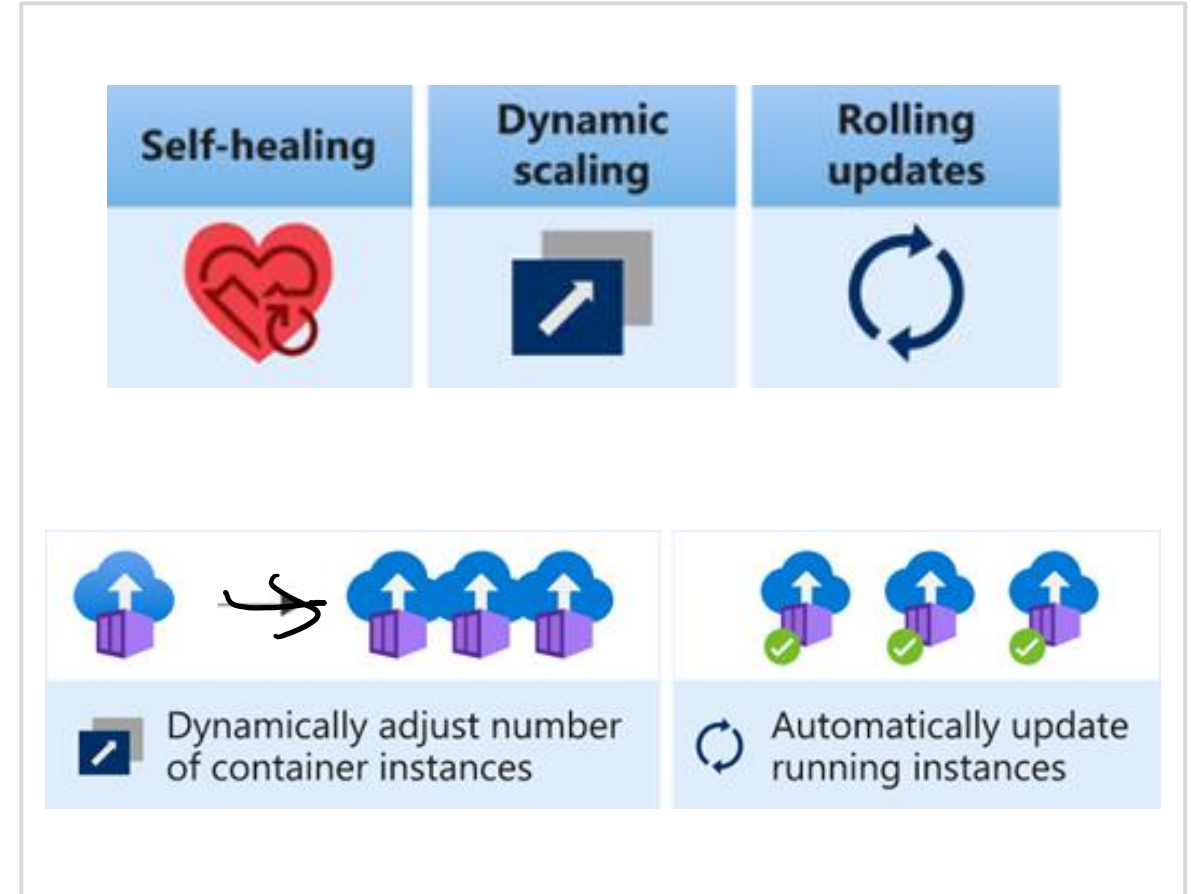 Self-healing
Dynamic
scaling
Rolling
updates
Dynamically adjust number
of container instances
Automatically update
running instances